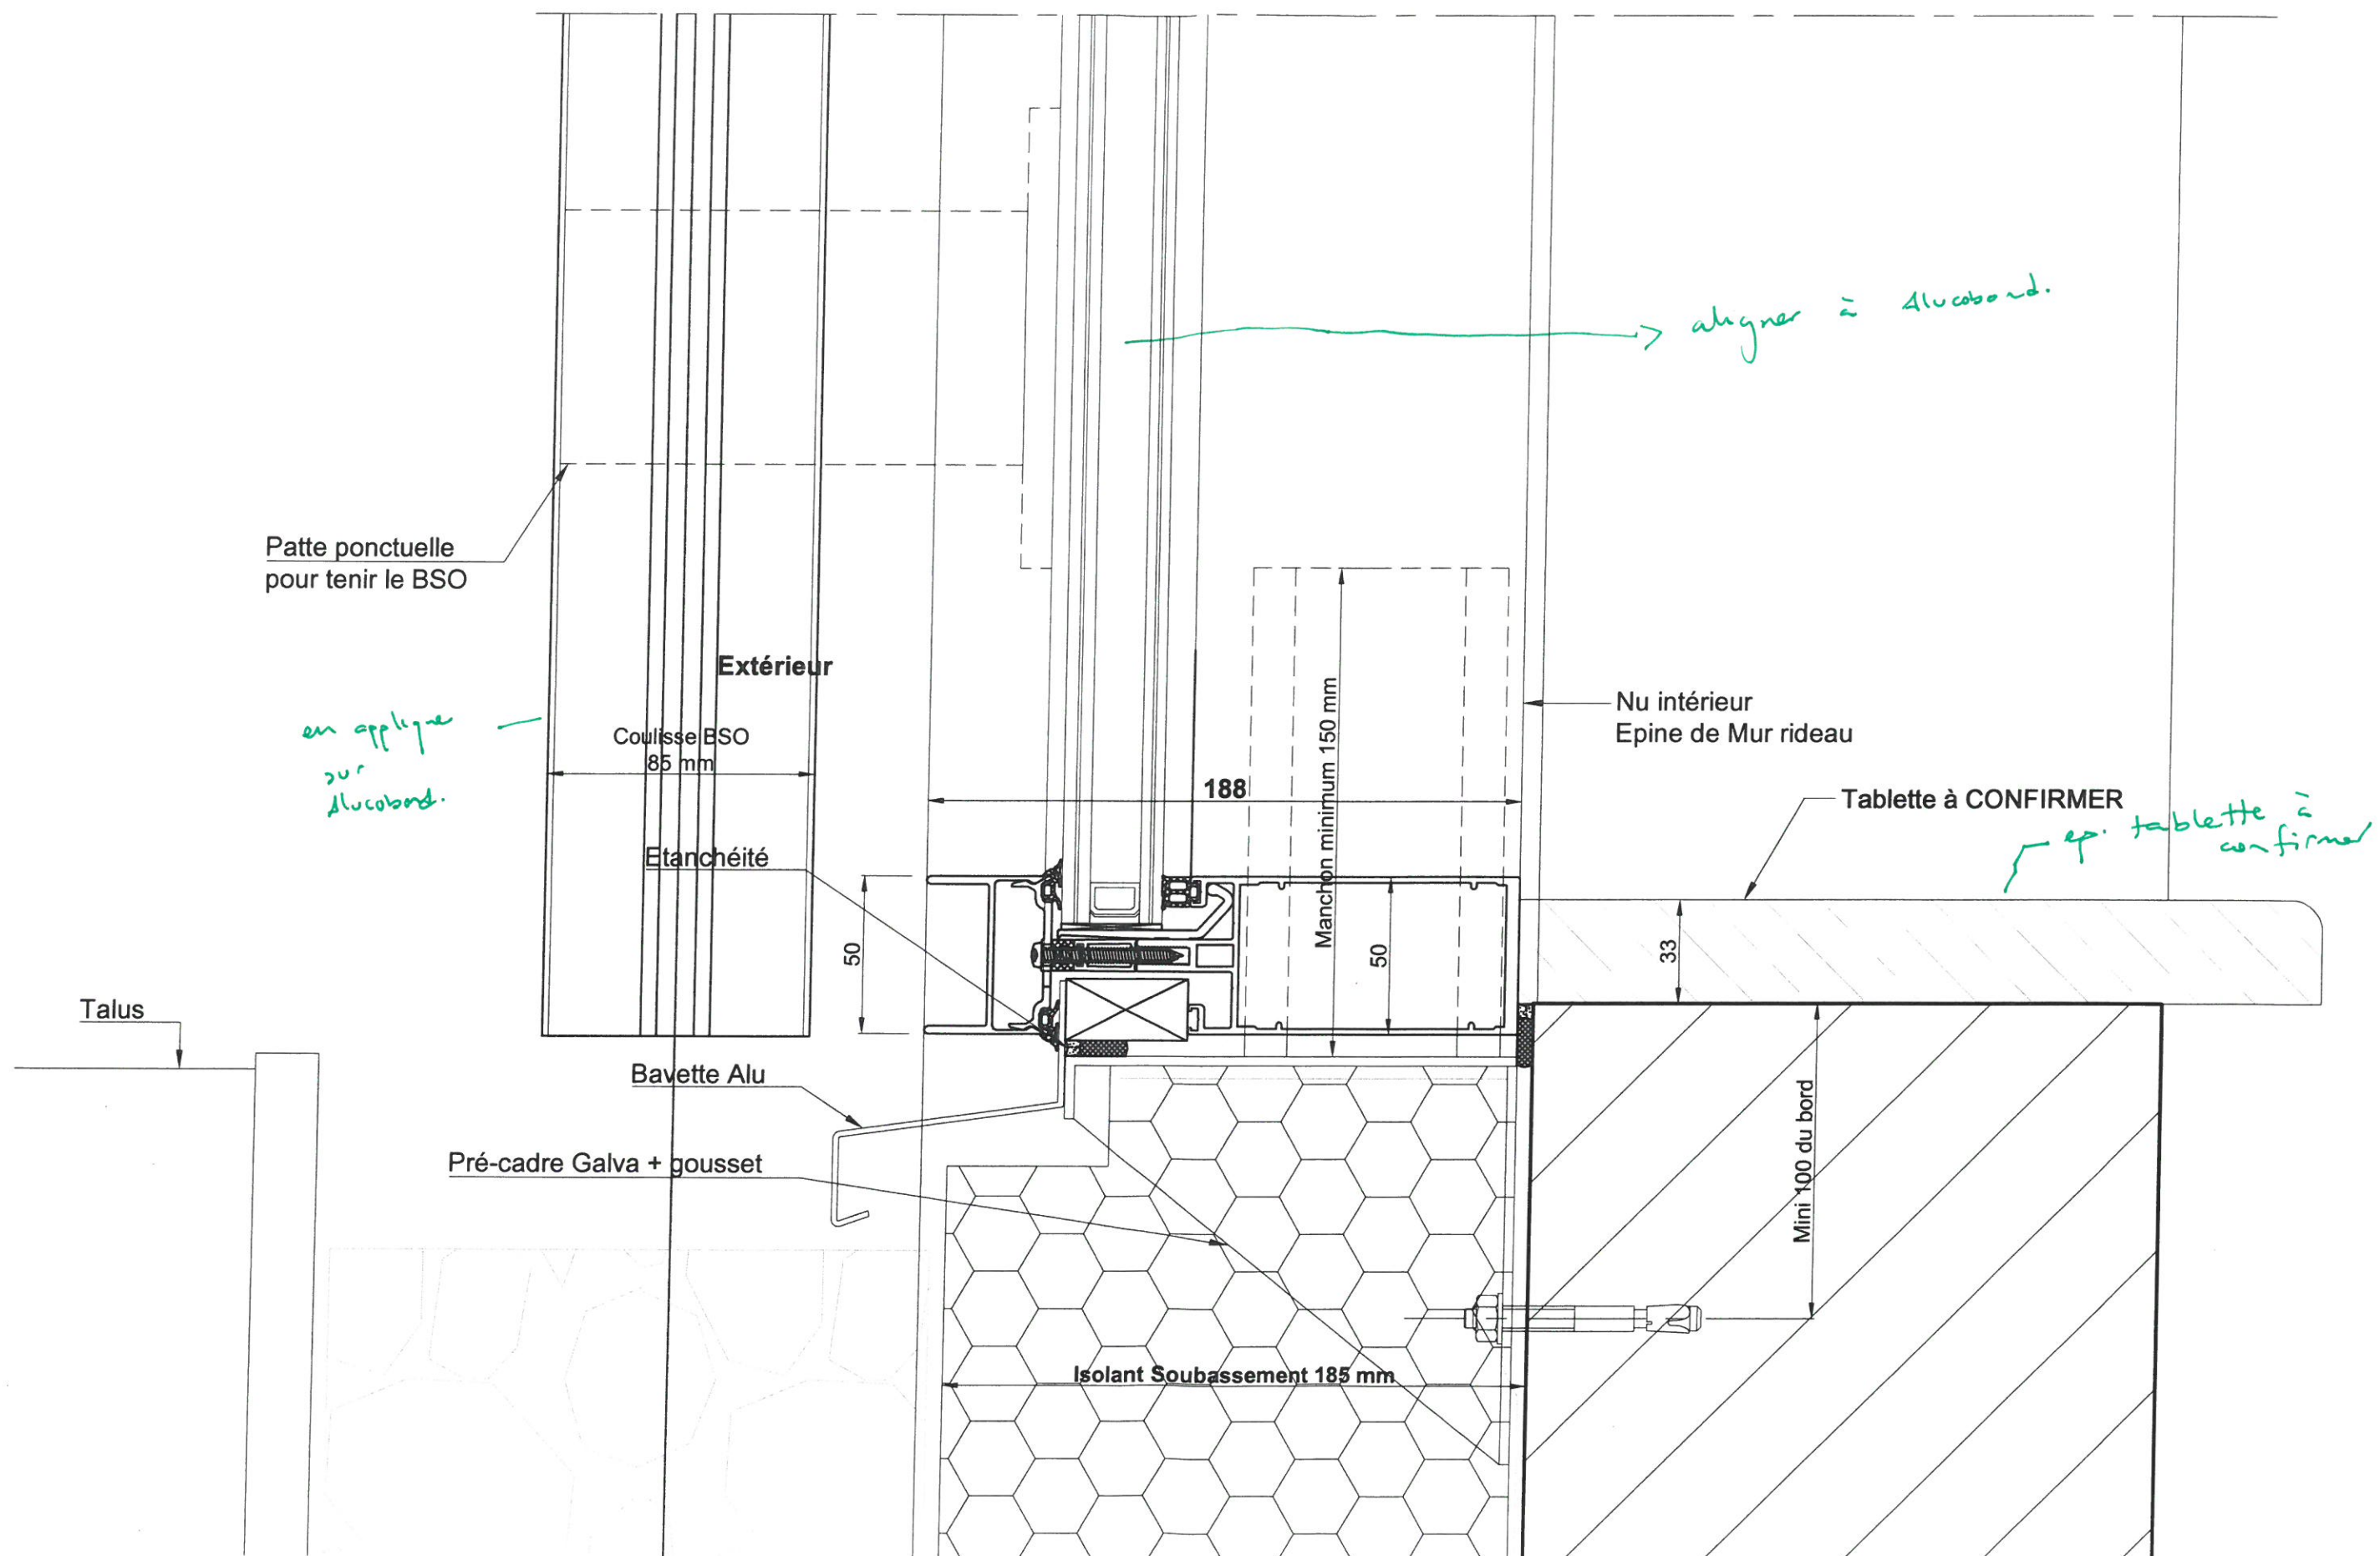 aligner à Alucobond.
Patte ponctuelle
pour tenir le BSO
Extérieur
en applique
sur
Alucobond.
Coulisse BSO
85 mm
Manchon minimum 150 mm
Nu intérieur
Epine de Mur rideau
188
Tablette à CONFIRMER
ep. tablette à
confirmer
Etanchéité
50
50
33
Talus
Bavette Alu
Pré-cadre Galva + gousset
Mini 100 du bord
Isolant Soubassement 185 mm